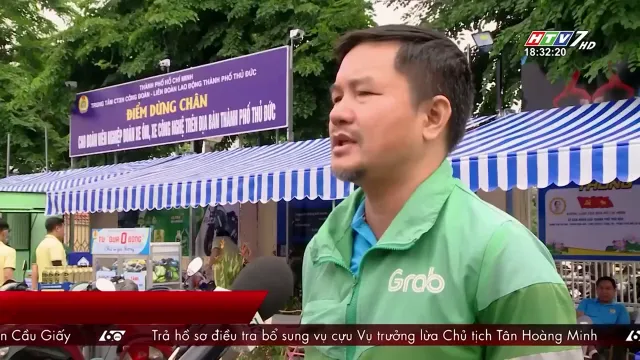 HTV7 HD
18:32:20
THÀNH PHỐ HỒ CHÍ MINH
TRUNG TÂM CTXH CÔNG ĐOÀN - LIÊN ĐOÀN LAO ĐỘNG THÀNH PHỐ THỦ ĐỨC
ĐIỂM DỪNG CHÂN
CHO ĐOÀN VIÊN NGHIỆP ĐOÀN XE ÔM, XE CÔNG NGHỆ TRÊN ĐỊA BÀN THÀNH PHỐ THỦ ĐỨC
Grab
n Cầu Giấy
60
Trả hồ sơ điều tra bổ sung vụ cựu Vụ trưởng lừa Chủ tịch Tân Hoàng Minh